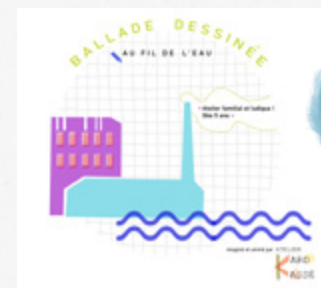 BALLADE DESSINÉE
AU FIL DE L'EAU
• Atelier familial et ludique !
Dès 5 ans •
imaginé et animé par ATELIER